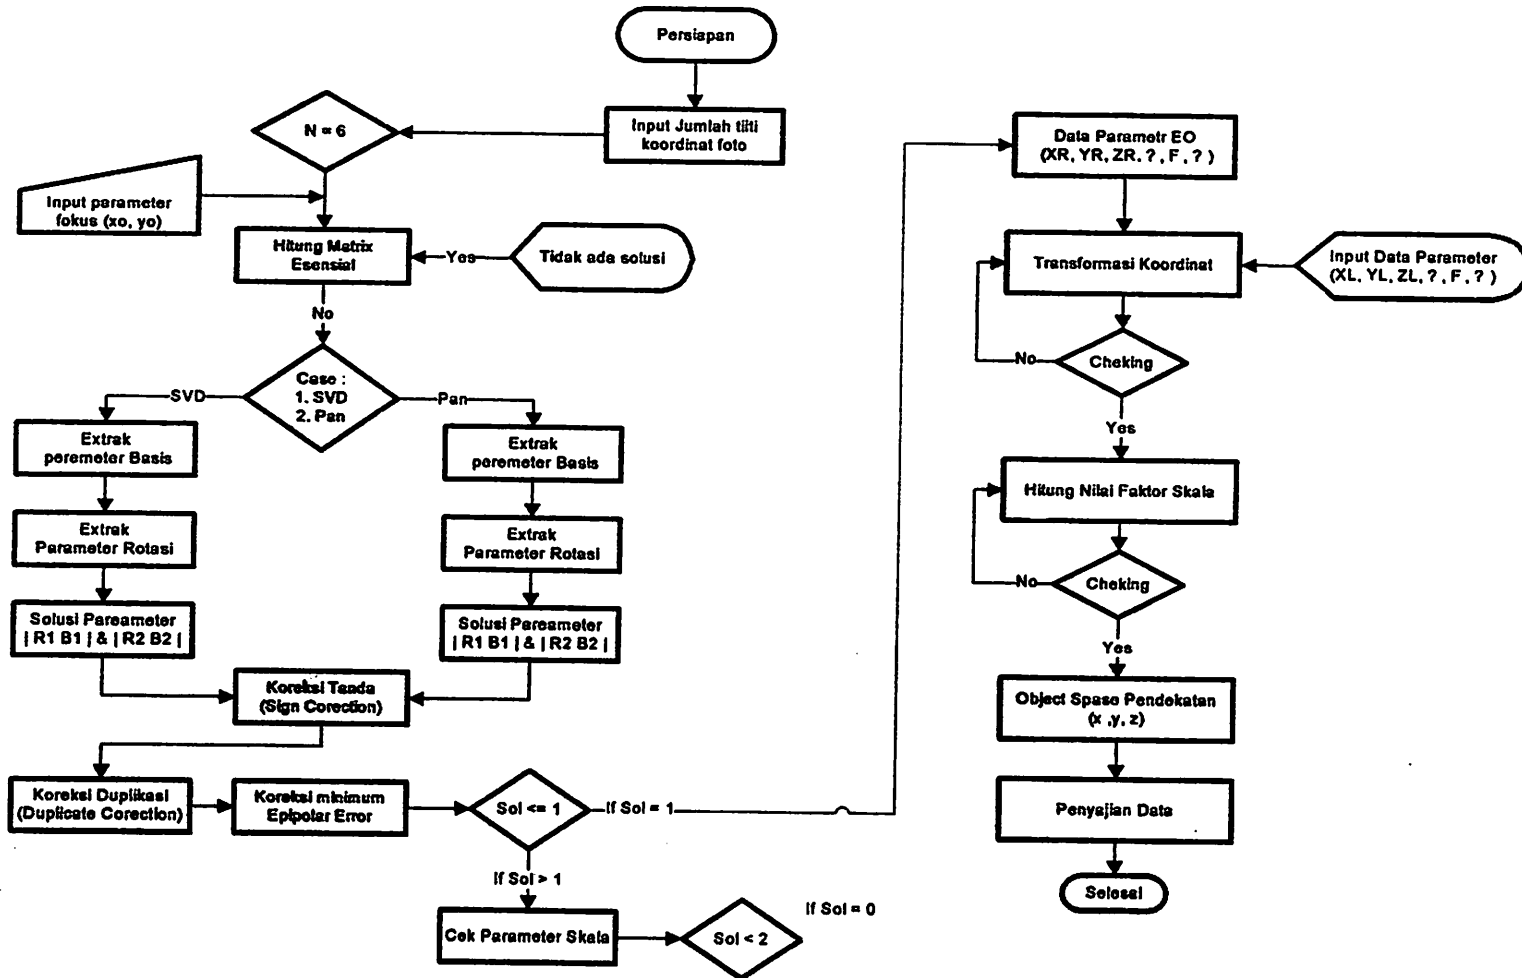 Persiapan
Input Jumlah tiiti
koordinat foto
N = 6
Input parameter
fokus (xo, yo)
Hitung Matrix
Esensial
Yes
Tidak ada solusi
No
Case :
1. SVD
2. Pan
SVD
Pan
Extrak
peremeter Basis
Extrak
Parameter Rotasi
Solusi Pareameter
| R1 B1 | & | R2 B2 |
Extrak
peremeter Basis
Extrak
Parameter Rotasi
Solusi Pareameter
| R1 B1 | & | R2 B2 |
Koreksi Tanda
(Sign Corection)
Koreksi Duplikasi
(Duplicate Corection)
Koreksi minimum
Epipolar Error
Sol <= 1
If Sol = 1
If Sol > 1
Cek Parameter Skala
Sol < 2
If Sol = 0
Data Parametr EO
(XR, YR, ZR, ? , F , ? )
Transformasi Koordinat
Input Data Parameter
(XL, YL, ZL, ? , F , ? )
Cheking
No
Yes
Hitung Nilai Faktor Skala
Cheking
No
Yes
Object Spase Pendekatan
(x ,y, z)
Penyajian Data
Selesai